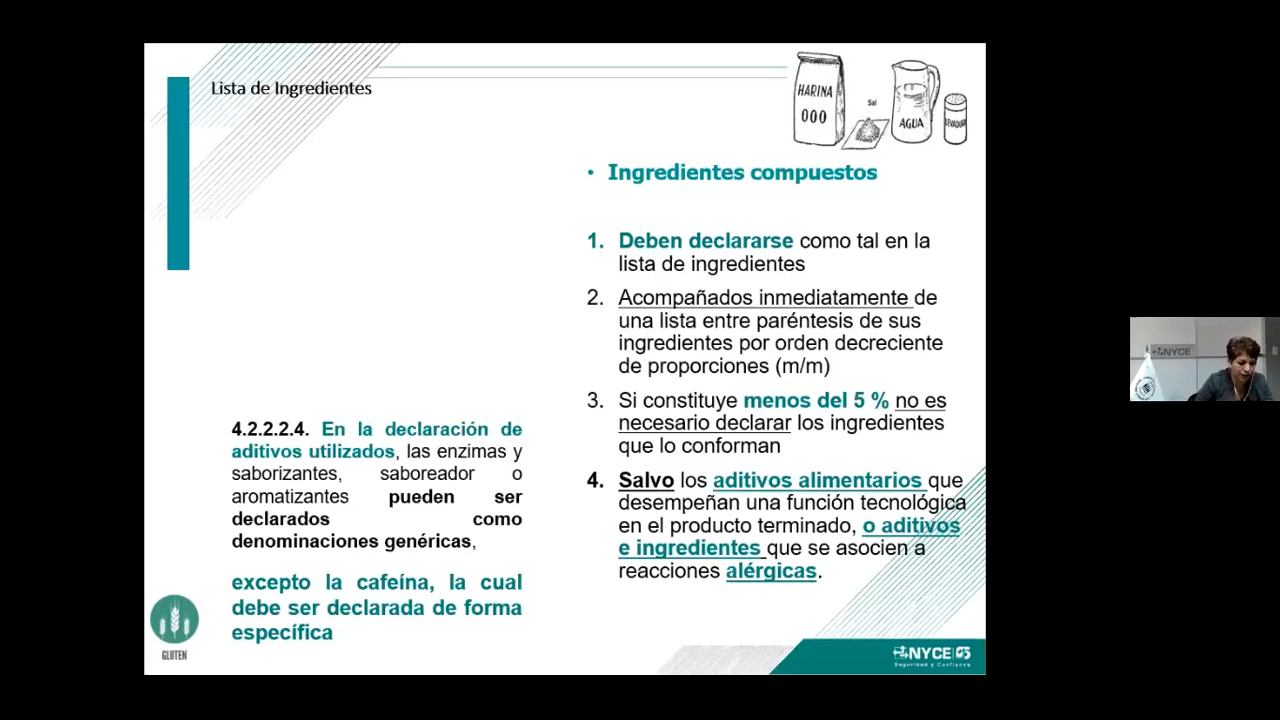 Lista de Ingredientes
HARINA
000
Sal
AGUA
LEVADURA
• Ingredientes compuestos
1. Deben declararse como tal en la
lista de ingredientes
2. Acompañados inmediatamente de
una lista entre paréntesis de sus
ingredientes por orden decreciente
de proporciones (m/m)
3. Si constituye menos del 5 % no es
necesario declarar los ingredientes
que lo conforman
4. Salvo los aditivos alimentarios que
desempeñan una función tecnológica
en el producto terminado, o aditivos
e ingredientes que se asocien a
reacciones alérgicas.
4.2.2.2.4. En la declaración de
aditivos utilizados, las enzimas y
saborizantes, saboreador o
aromatizantes pueden ser
declarados como
denominaciones genéricas,
excepto la cafeína, la cual
debe ser declarada de forma
específica
GLUTEN
NYCE
Seguridad y Confianza
NYCE